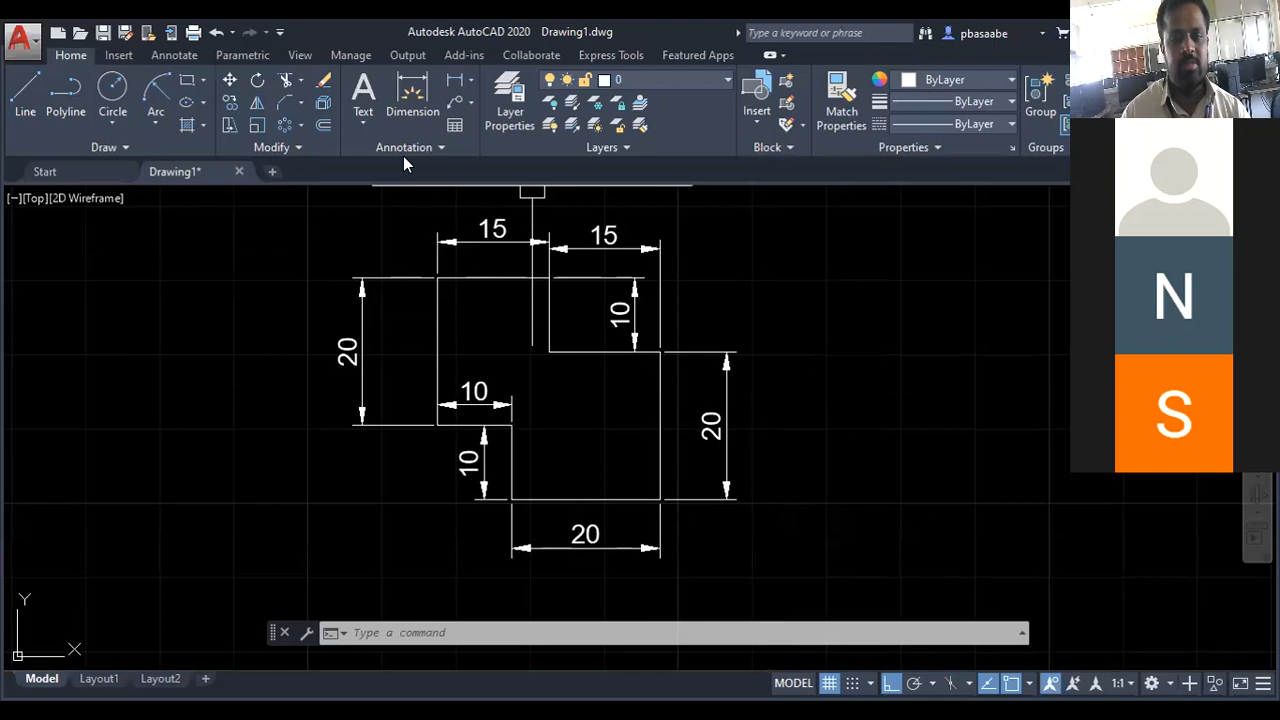 Autodesk AutoCAD 2020 Drawing1.dwg
Type a keyword or phrase
pbasaabe
Home Insert Annotate Parametric View Manage Output Add-ins Collaborate Express Tools Featured Apps
Line Polyline Circle Arc
Text Dimension
Layer Properties
0
Insert
Match Properties
ByLayer
ByLayer
ByLayer
Group
Draw Modify Annotation Layers Block Properties Groups
Start Drawing1*
[−][Top][2D Wireframe]
15
15
10
20
10
20
10
20
N
S
Y
X
Type a command
Model Layout1 Layout2
MODEL 1:1